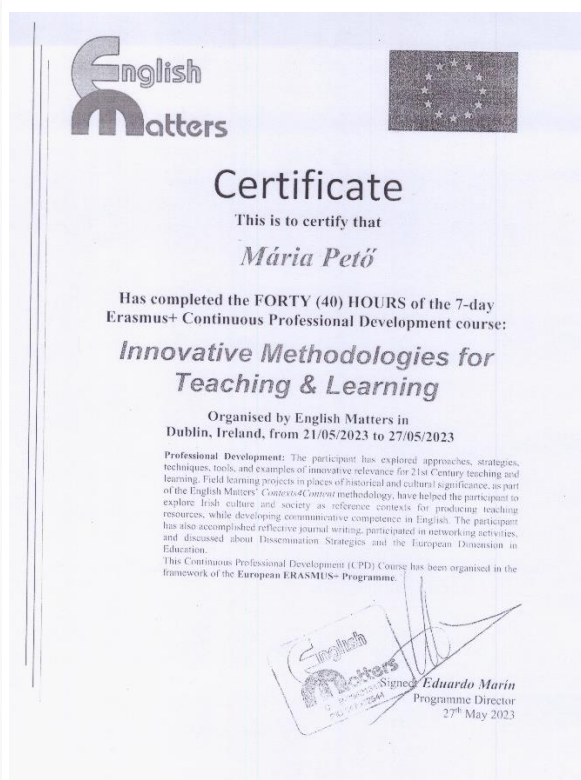 English
Matters
Certificate
This is to certify that
Mária Pető
Has completed the FORTY (40) HOURS of the 7-day
Erasmus+ Continuous Professional Development course:
Innovative Methodologies for
Teaching & Learning
Organised by English Matters in
Dublin, Ireland, from 21/05/2023 to 27/05/2023
Professional Development: The participant has explored approaches, strategies,
techniques, tools, and examples of innovative relevance for 21st Century teaching and
learning. Field learning projects in places of historical and cultural significance, as part
of the English Matters' Contexts4Content methodology, have helped the participant to
explore Irish culture and society as reference contexts for producing teaching
resources, while developing communicative competence in English. The participant
has also accomplished reflective journal writing, participated in networking activities,
and discussed about Dissemination Strategies and the European Dimension in
Education.
This Continuous Professional Development (CPD) Course has been organised in the
framework of the European ERASMUS+ Programme.
English
Matters
Signed: Eduardo Marín
Programme Director
27th May 2023